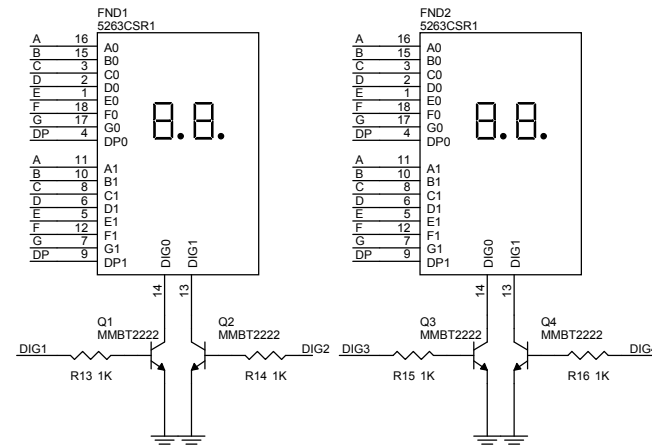 FND1
5263CSR1
A 16 A0
B 15 B0
C 3 C0
D 2 D0
E 1 E0
F 18 F0
G 17 G0
DP 4 DP0
8.8.
A 11 A1
B 10 B1
C 8 C1
D 6 D1
E 5 E1
F 12 F1
G 7 G1
DP 9 DP1
DIG0
DIG1
14
13
Q1
MMBT2222
Q2
MMBT2222
DIG1
DIG2
R13 1K
R14 1K
FND2
5263CSR1
A 16 A0
B 15 B0
C 3 C0
D 2 D0
E 1 E0
F 18 F0
G 17 G0
DP 4 DP0
8.8.
A 11 A1
B 10 B1
C 8 C1
D 6 D1
E 5 E1
F 12 F1
G 7 G1
DP 9 DP1
DIG0
DIG1
14
13
Q3
MMBT2222
Q4
MMBT2222
DIG3
R15 1K
R16 1K